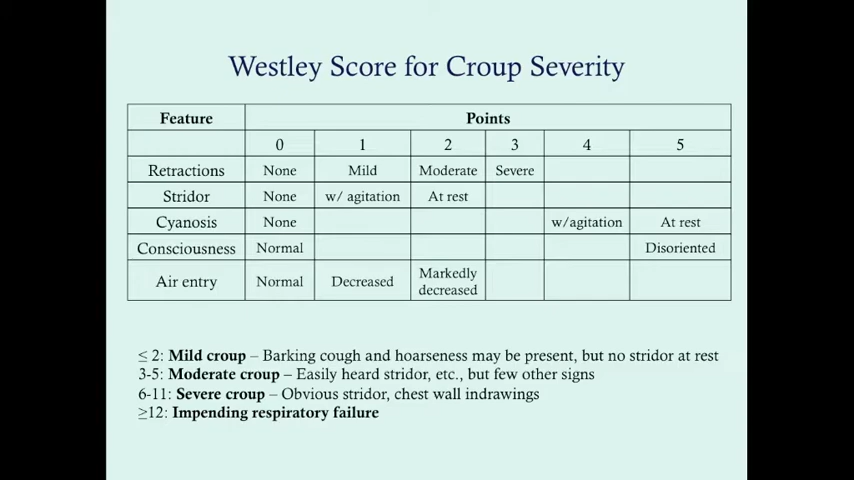 Westley Score for Croup Severity
Feature Points
0 1 2 3 4 5
Retractions None Mild Moderate Severe
Stridor None w/ agitation At rest
Cyanosis None w/agitation At rest
Consciousness Normal Disoriented
Air entry Normal Decreased Markedly decreased
≤ 2: Mild croup – Barking cough and hoarseness may be present, but no stridor at rest
3-5: Moderate croup – Easily heard stridor, etc., but few other signs
6-11: Severe croup – Obvious stridor, chest wall indrawings
≥12: Impending respiratory failure